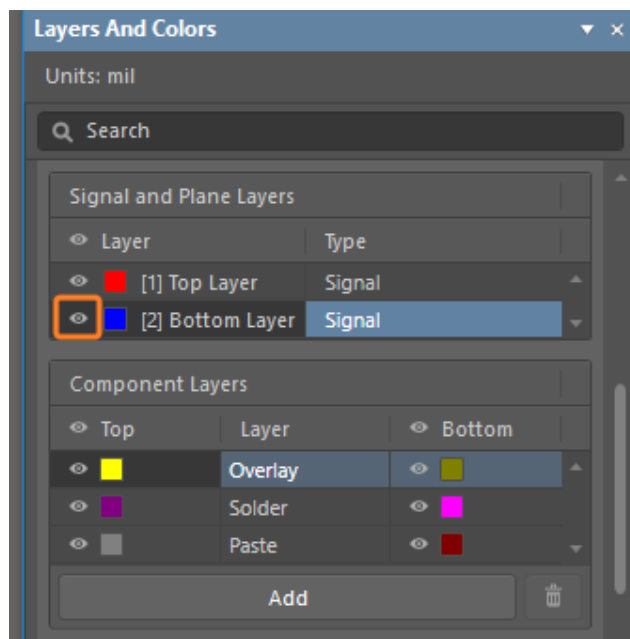 Layers And Colors
Units: mil
Search
Signal and Plane Layers
Layer Type
[1] Top Layer Signal
[2] Bottom Layer Signal
Component Layers
Top Layer Bottom
Overlay
Solder
Paste
Add